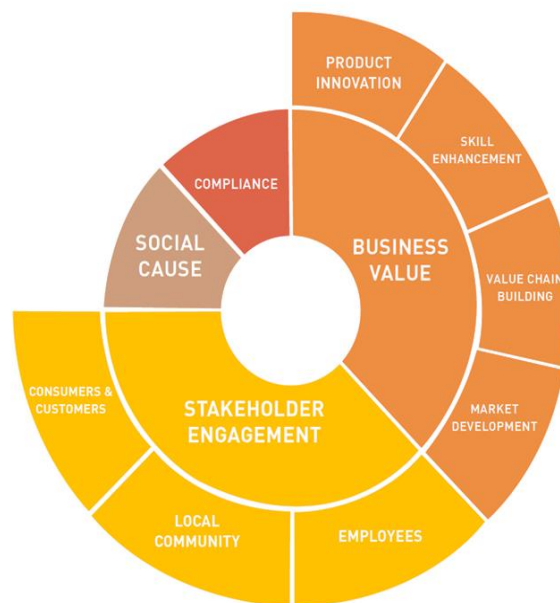 PRODUCT
INNOVATION
SKILL
ENHANCEMENT
COMPLIANCE
SOCIAL
CAUSE
BUSINESS
VALUE
VALUE CHAIN
BUILDING
CONSUMERS &
CUSTOMERS
STAKEHOLDER
ENGAGEMENT
MARKET
DEVELOPMENT
LOCAL
COMMUNITY
EMPLOYEES